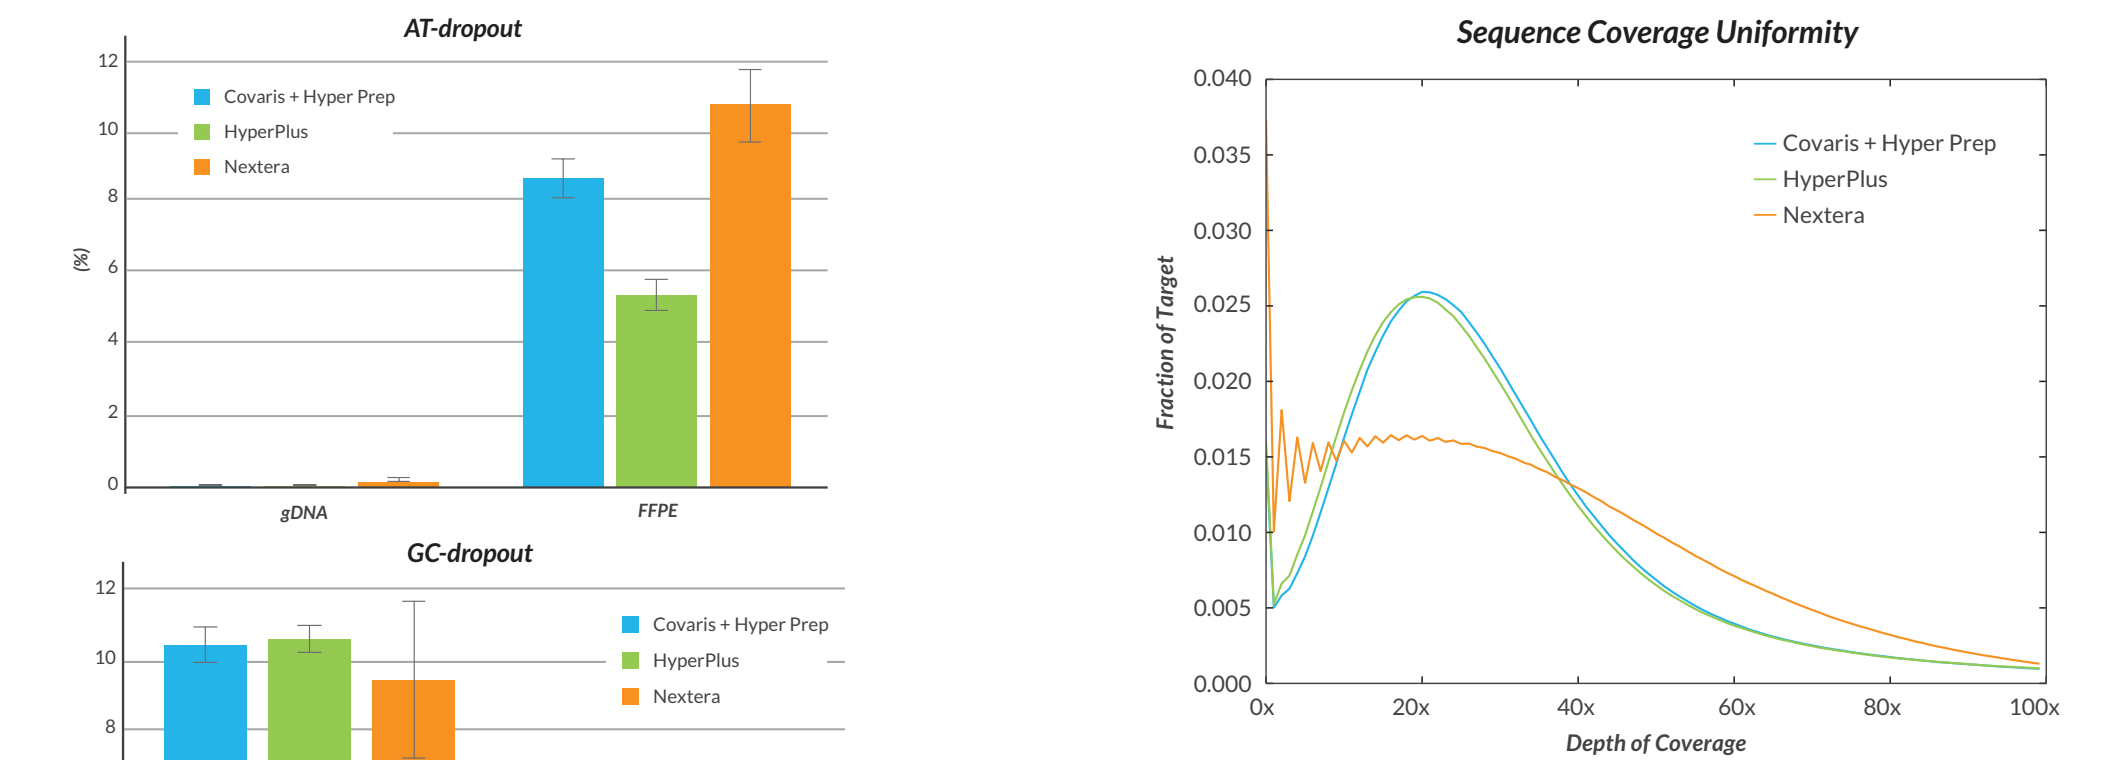 AT-dropout
12
10
8
6
4
2
0
(%)
Covaris + Hyper Prep
HyperPlus
Nextera
gDNA
FFPE
GC-dropout
12
10
8
Covaris + Hyper Prep
HyperPlus
Nextera
Sequence Coverage Uniformity
0.040
0.035
0.030
0.025
0.020
0.015
0.010
0.005
0.000
Fraction of Target
Covaris + Hyper Prep
HyperPlus
Nextera
0x 20x 40x 60x 80x 100x
Depth of Coverage